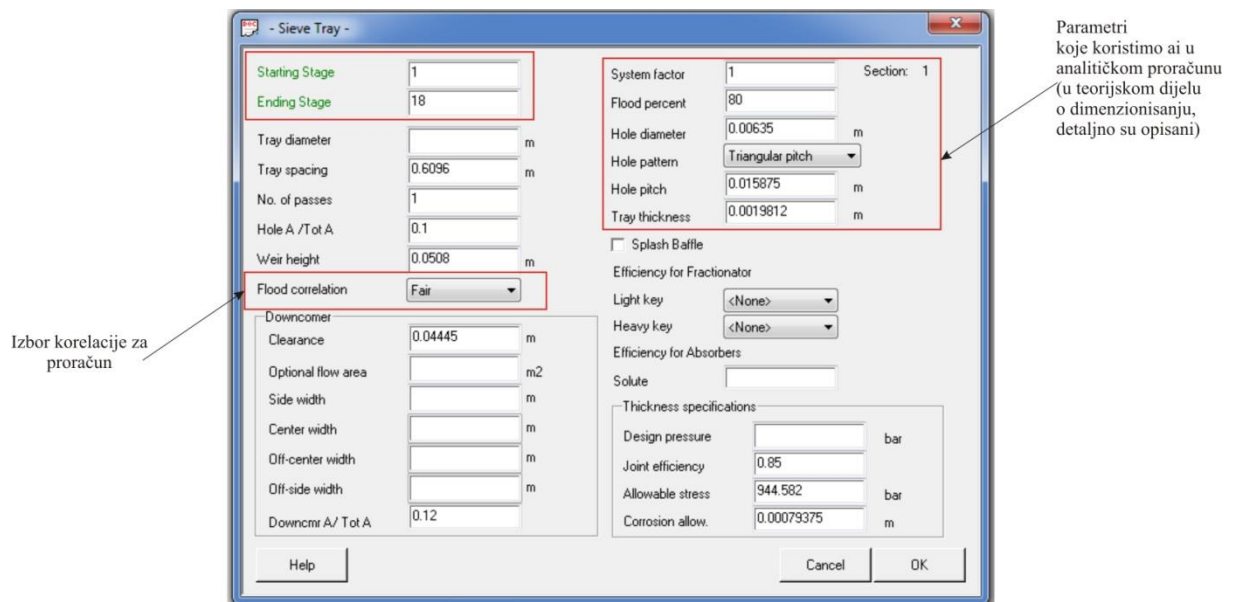 - Sieve Tray -
Starting Stage 1
Ending Stage 18
Tray diameter m
Tray spacing 0.6096 m
No. of passes 1
Hole A /Tot A 0.1
Weir height 0.0508 m
Flood correlation Fair
Downcomer
Clearance 0.04445 m
Optional flow area m2
Side width m
Center width m
Off-center width m
Off-side width m
Downcmr A/ Tot A 0.12
System factor 1 Section: 1
Flood percent 80
Hole diameter 0.00635 m
Hole pattern Triangular pitch
Hole pitch 0.015875 m
Tray thickness 0.0019812 m
Splash Baffle
Efficiency for Fractionator
Light key <None>
Heavy key <None>
Efficiency for Absorbers
Solute
Thickness specifications
Design pressure bar
Joint efficiency 0.85
Allowable stress 944.582 bar
Corrosion allow. 0.00079375 m
Help
Cancel
OK
Parametri
koje koristimo ai u
analitičkom proračunu
(u teorijskom dijelu
o dimenzionisanju,
detaljno su opisani)
Izbor korelacije za
proračun